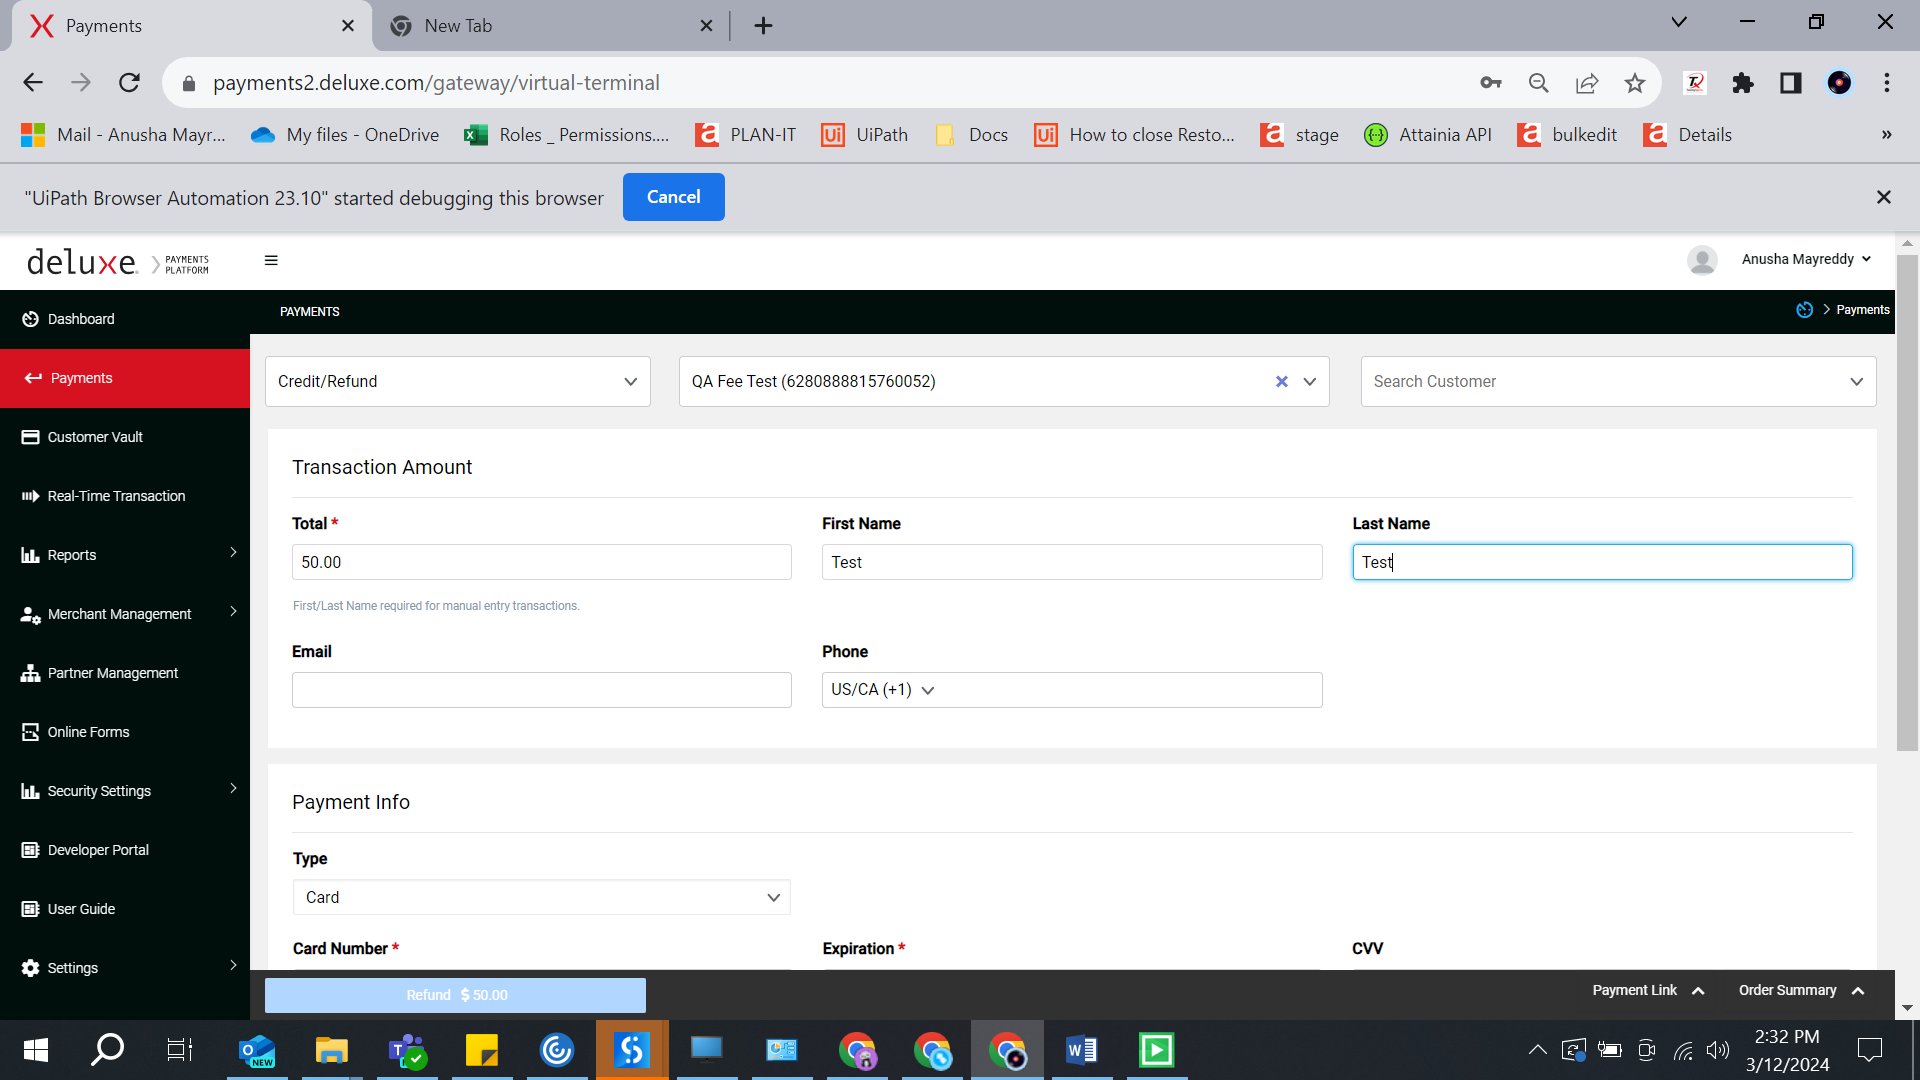 Payments
New Tab
payments2.deluxe.com/gateway/virtual-terminal
Mail - Anusha Mayr...
My files - OneDrive
Roles _ Permissions....
PLAN-IT
UiPath
Docs
How to close Resto...
stage
Attainia API
bulkedit
Details
»
"UiPath Browser Automation 23.10" started debugging this browser
Cancel
deluxe.
PAYMENTS
PLATFORM
Anusha Mayreddy
Dashboard
Payments
Customer Vault
Real-Time Transaction
Reports
Merchant Management
Partner Management
Online Forms
Security Settings
Developer Portal
User Guide
Settings
PAYMENTS
Payments
Credit/Refund
QA Fee Test (6280888815760052)
Search Customer
Transaction Amount
Total *
First Name
Last Name
50.00
Test
Test
First/Last Name required for manual entry transactions.
Email
Phone
US/CA (+1)
Payment Info
Type
Card
Card Number *
Expiration *
CVV
Refund $ 50.00
Payment Link
Order Summary
NEW
2:32 PM
3/12/2024